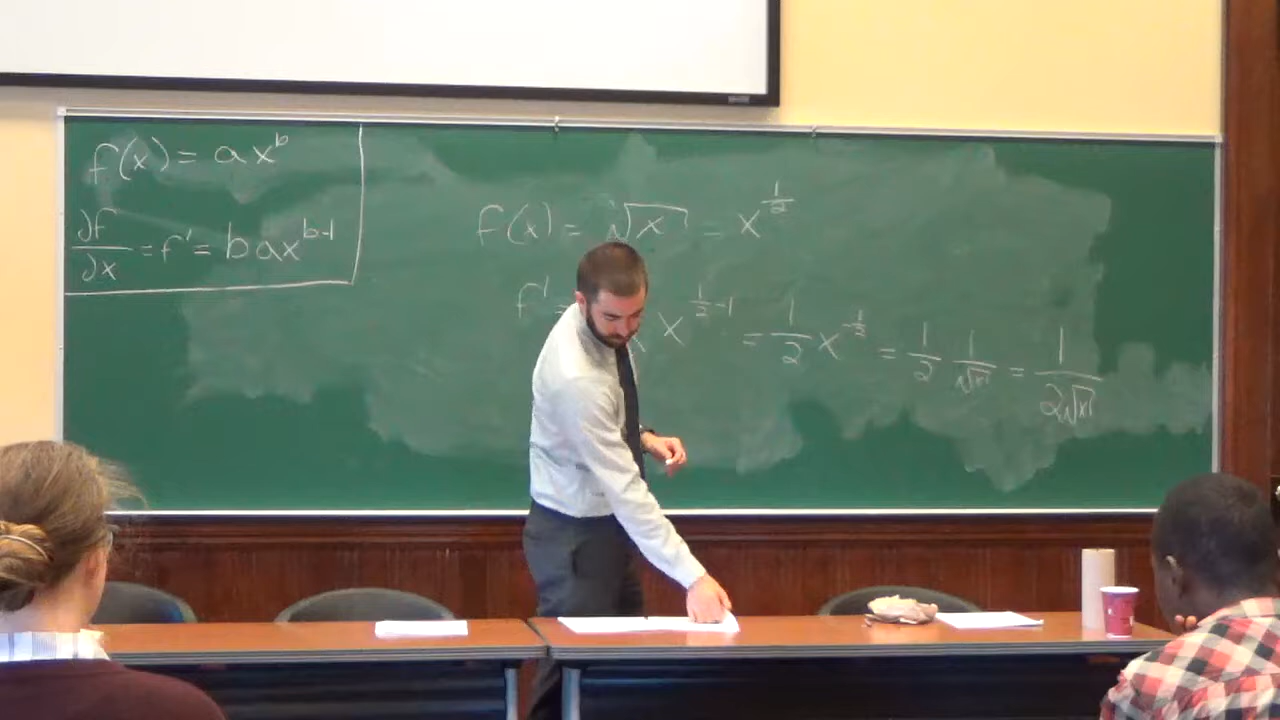 f(x) = ax^b
∂f/∂x = f' = bax^{b-1}
f(x) = √x = x^{1/2}
f' = x^{1/2-1} = 1/2 x^{-1/2} = 1/2 1/√x = 1/2√x